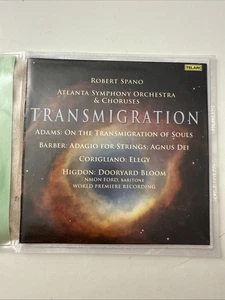 TELARC
ROBERT SPANO
ATLANTA SYMPHONY ORCHESTRA
& CHORUSES
TRANSMIGRATION
ADAMS: ON THE TRANSMIGRATION OF SOULS
BARBER: ADAGIO FOR STRINGS; AGNUS DEI
CORIGLIANO: ELEGY
HIGDON: DOORYARD BLOOM
NMON FORD, BARITONE
WORLD PREMIERE RECORDING